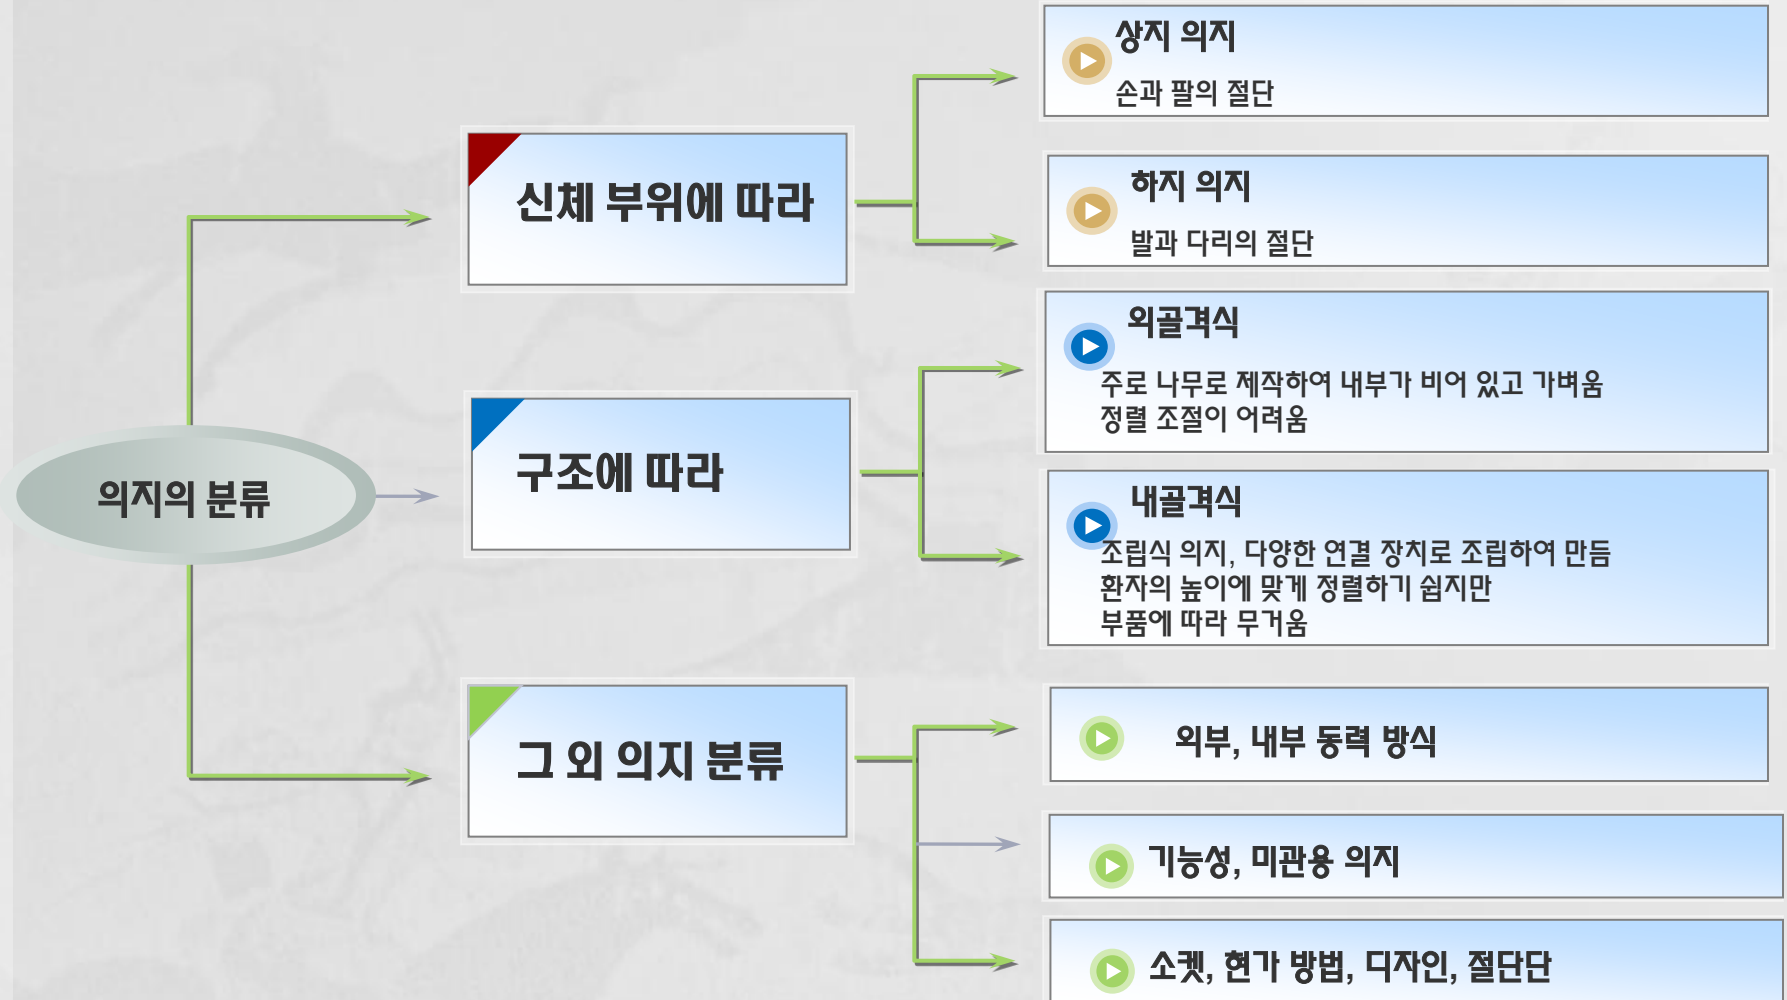 의지의 분류
신체 부위에 따라
상지 의지
손과 팔의 절단
하지 의지
발과 다리의 절단
구조에 따라
외골격식
주로 나무로 제작하여 내부가 비어 있고 가벼움
정렬 조절이 어려움
내골격식
조립식 의지, 다양한 연결 장치로 조립하여 만듬
환자의 높이에 맞게 정렬하기 쉽지만
부품에 따라 무거움
그 외 의지 분류
외부, 내부 동력 방식
기능성, 미관용 의지
소켓, 현가 방법, 디자인, 절단단